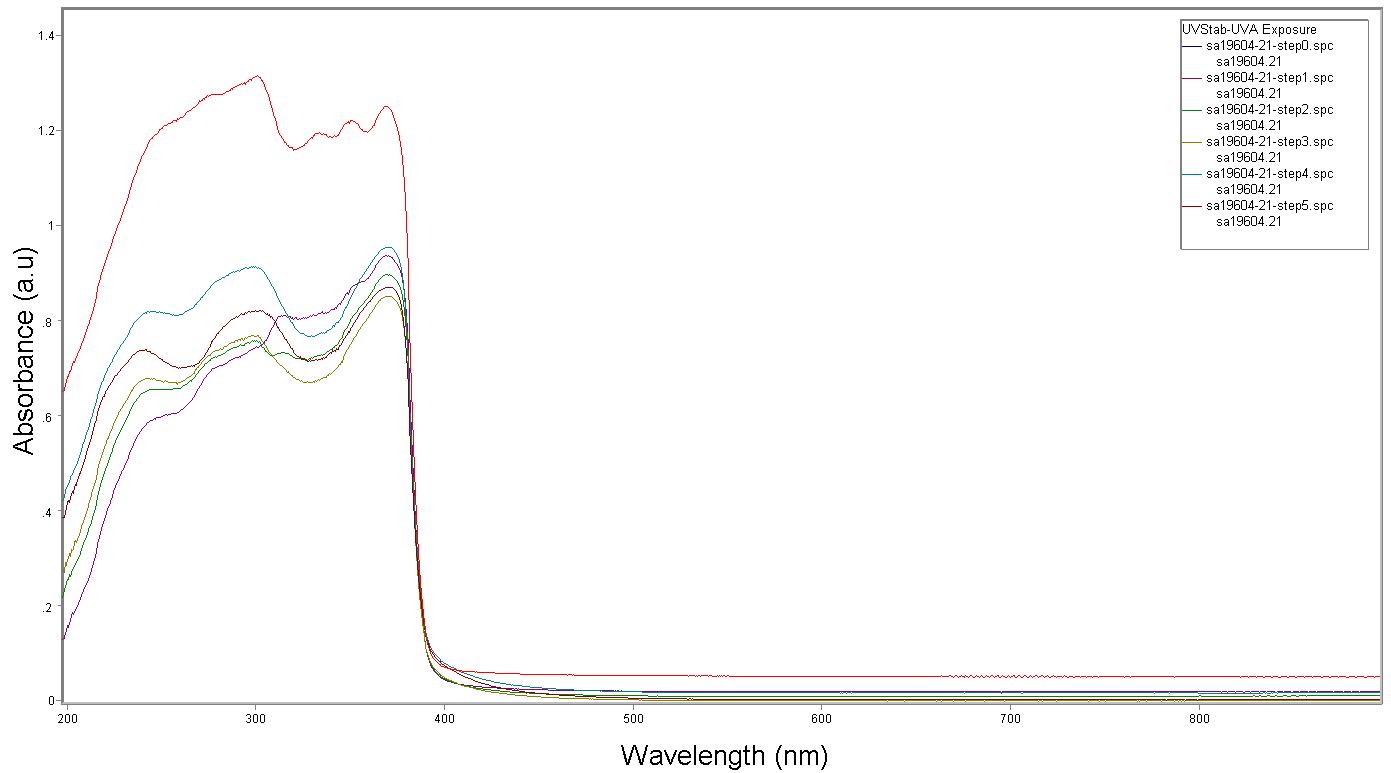 1.4
1.2
1
.8
.6
.4
.2
0
Absorbance (a.u)
200 300 400 500 600 700 800
Wavelength (nm)
UVStab-UVA Exposure
sa19604-21-step0.spc
sa19604.21
sa19604-21-step1.spc
sa19604.21
sa19604-21-step2.spc
sa19604.21
sa19604-21-step3.spc
sa19604.21
sa19604-21-step4.spc
sa19604.21
sa19604-21-step5.spc
sa19604.21